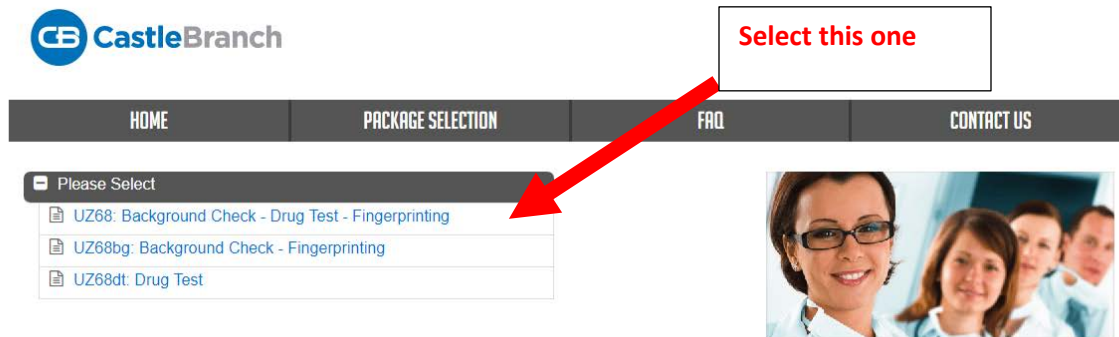 CB CastleBranch
Select this one
HOME PACKAGE SELECTION FAQ CONTACT US
Please Select
UZ68: Background Check - Drug Test - Fingerprinting
UZ68bg: Background Check - Fingerprinting
UZ68dt: Drug Test